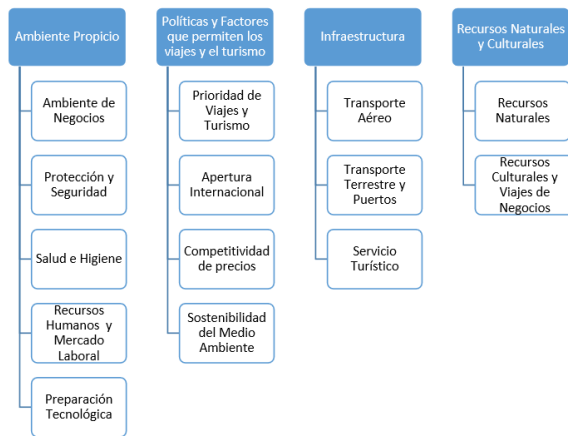 Ambiente Propicio
Ambiente de
Negocios
Protección y
Seguridad
Salud e Higiene
Recursos
Humanos y
Mercado
Laboral
Preparación
Tecnológica
Políticas y Factores
que permiten los
viajes y el turismo
Prioridad de
Viajes y
Turismo
Apertura
Internacional
Competitividad
de precios
Sostenibilidad
del Medio
Ambiente
Infraestructura
Transporte
Aéreo
Transporte
Terrestre y
Puertos
Servicio
Turístico
Recursos Naturales
y Culturales
Recursos
Naturales
Recursos
Culturales y
Viajes de
Negocios